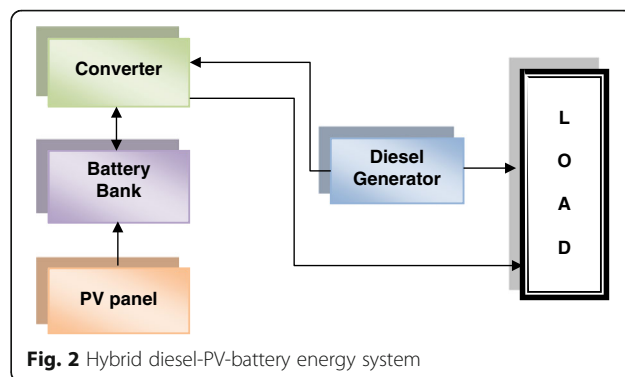 Converter
Battery
Bank
PV panel
Diesel
Generator
L
O
A
D
Fig. 2 Hybrid diesel-PV-battery energy system